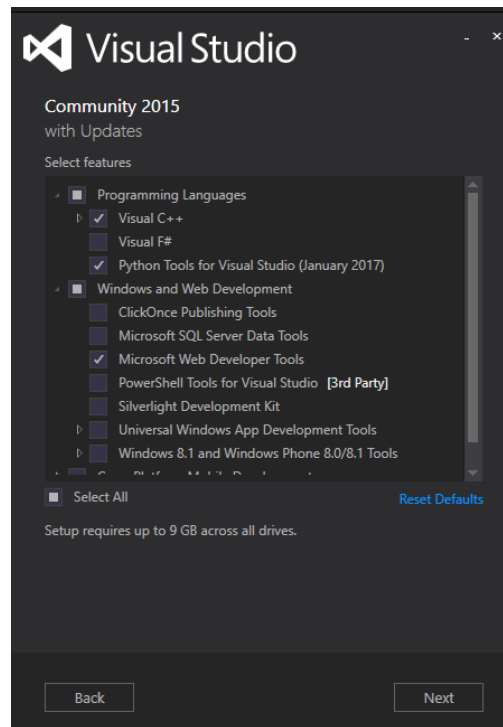 Visual Studio
Community 2015
with Updates
Select features
Programming Languages
Visual C++
Visual F#
Python Tools for Visual Studio (January 2017)
Windows and Web Development
ClickOnce Publishing Tools
Microsoft SQL Server Data Tools
Microsoft Web Developer Tools
PowerShell Tools for Visual Studio [3rd Party]
Silverlight Development Kit
Universal Windows App Development Tools
Windows 8.1 and Windows Phone 8.0/8.1 Tools
Select All Reset Defaults
Setup requires up to 9 GB across all drives.
Back Next